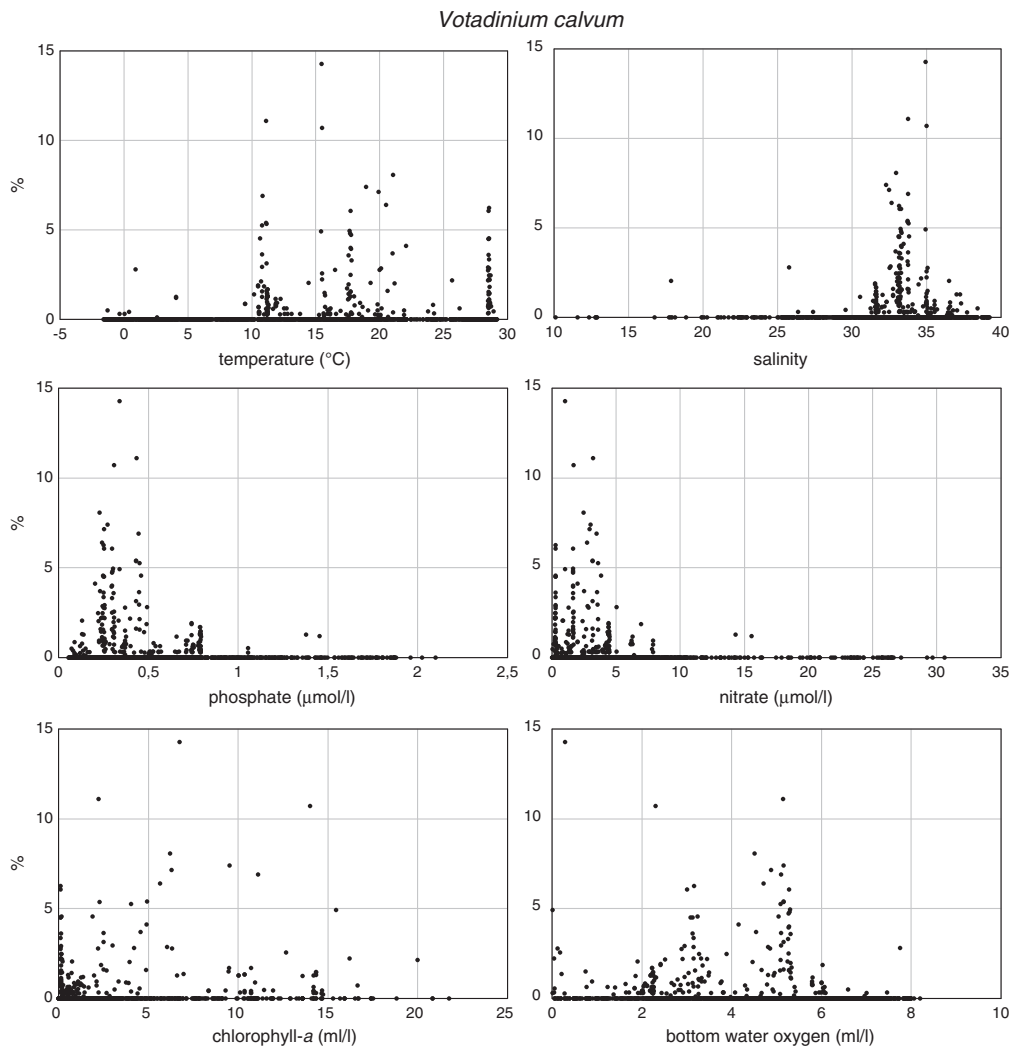 Votadinium calvum
15
10
5
0
%
-5 0 5 10 15 20 25 30
temperature (°C)
15
10
5
0
10 15 20 25 30 35 40
salinity
15
10
5
0
%
0 0,5 1 1,5 2 2,5
phosphate (μmol/l)
15
10
5
0
0 5 10 15 20 25 30 35
nitrate (μmol/l)
15
10
5
0
%
0 5 10 15 20 25
chlorophyll-a (ml/l)
15
10
5
0
0 2 4 6 8 10
bottom water oxygen (ml/l)